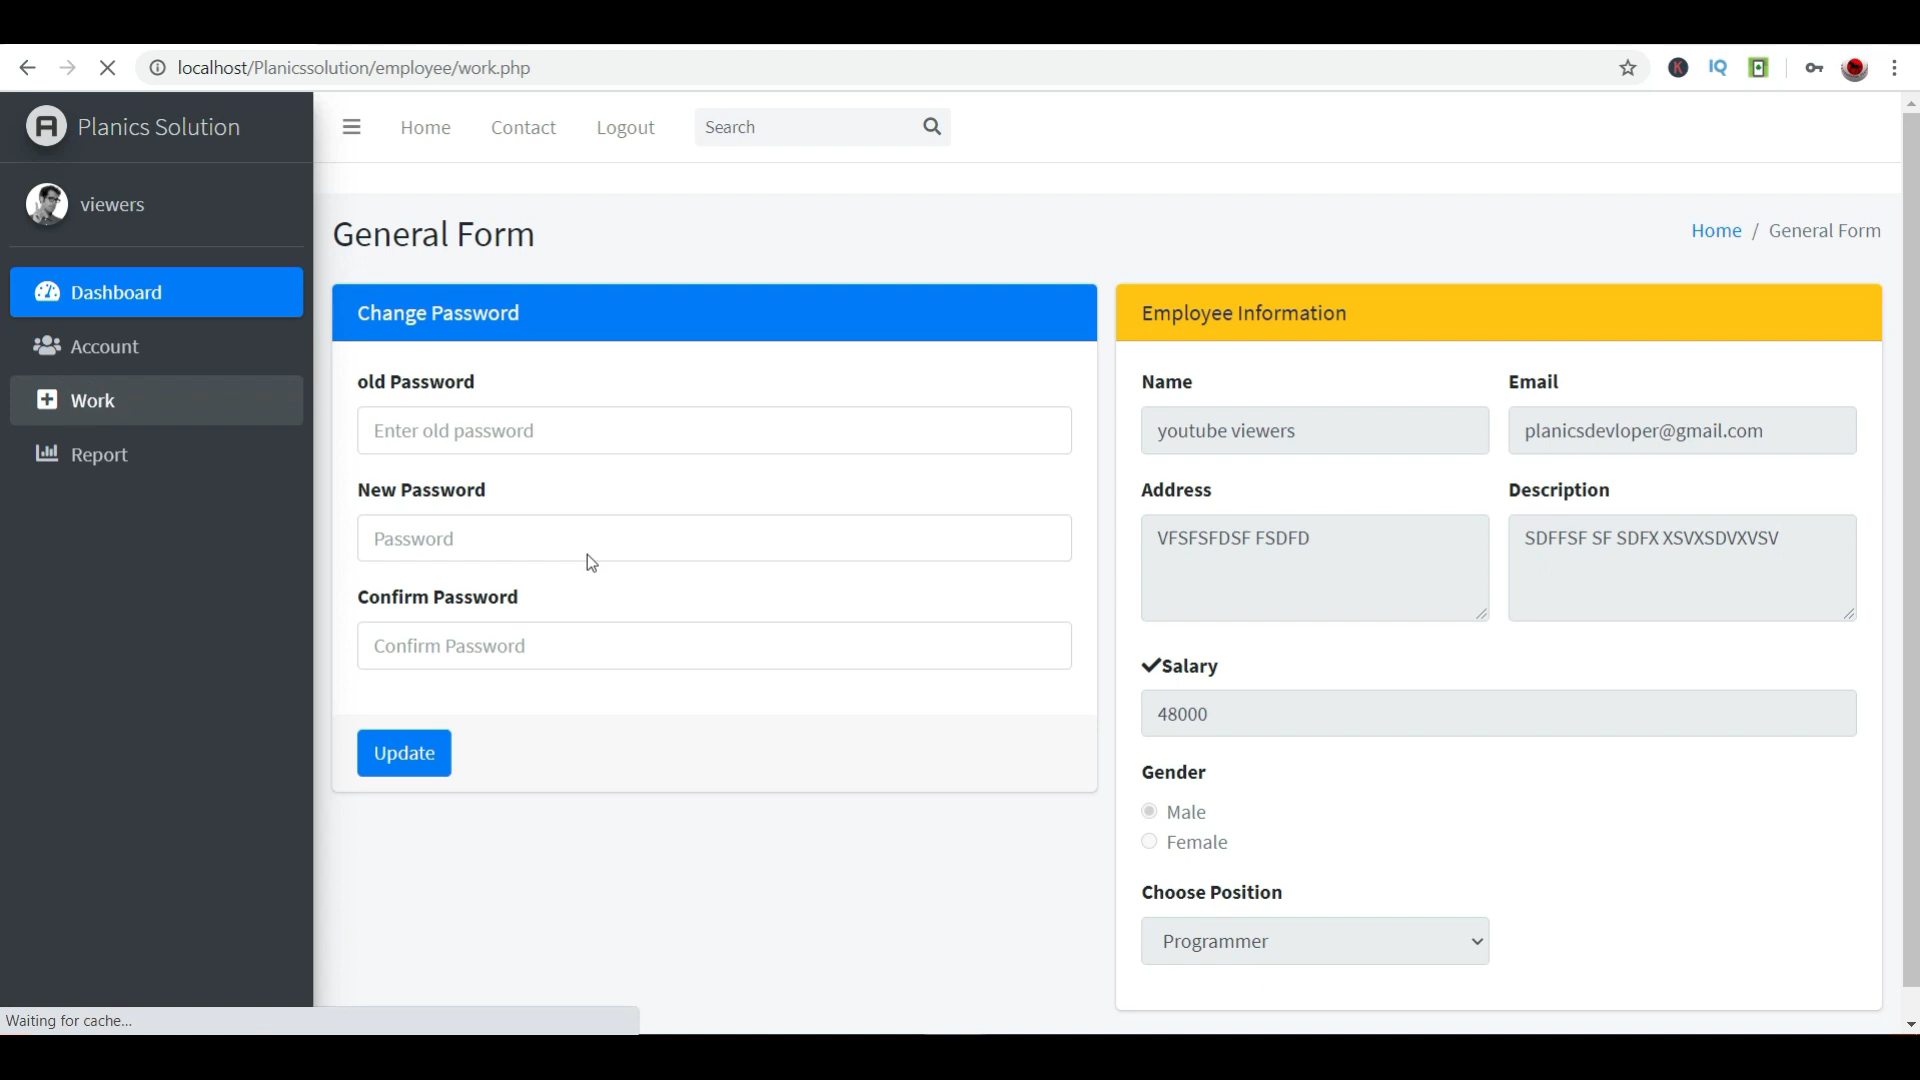 localhost/Planicssolution/employee/work.php
K
IQ
A Planics Solution
Home
Contact
Logout
Search
viewers
General Form
Home / General Form
Dashboard
Account
Work
Report
Change Password
old Password
Enter old password
New Password
Password
Confirm Password
Confirm Password
Update
Employee Information
Name
Email
youtube viewers
planicsdevloper@gmail.com
Address
Description
VFSFSFDSF FSDFD
SDFFSF SF SDFX XSVXSDVXVSV
Salary
48000
Gender
Male
Female
Choose Position
Programmer
Waiting for cache...